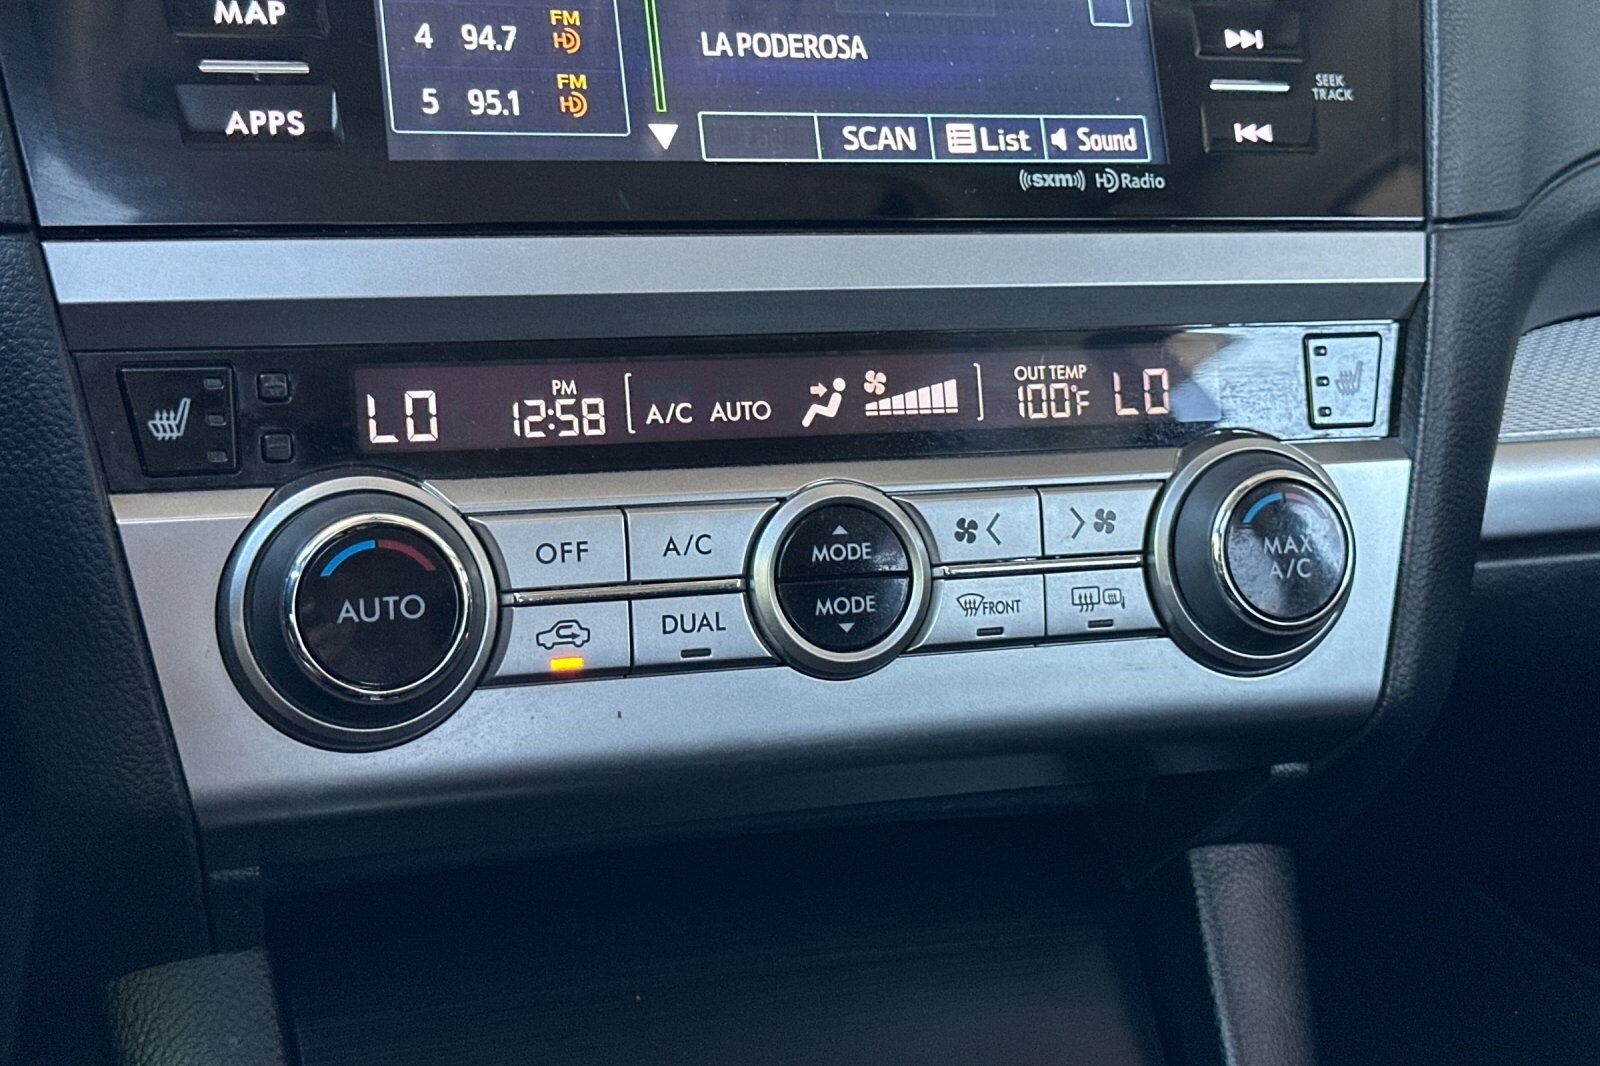 MAP
APPS
4 94.7 FM HD
5 95.1 FM HD
LA PODEROSA
SCAN List Sound
SEEK
TRACK
((sxm)) HD Radio
LO PM 12:58 A/C AUTO OUT TEMP 100°F LO
AUTO
OFF
A/C
DUAL
MODE
MODE
FRONT
MAX
A/C